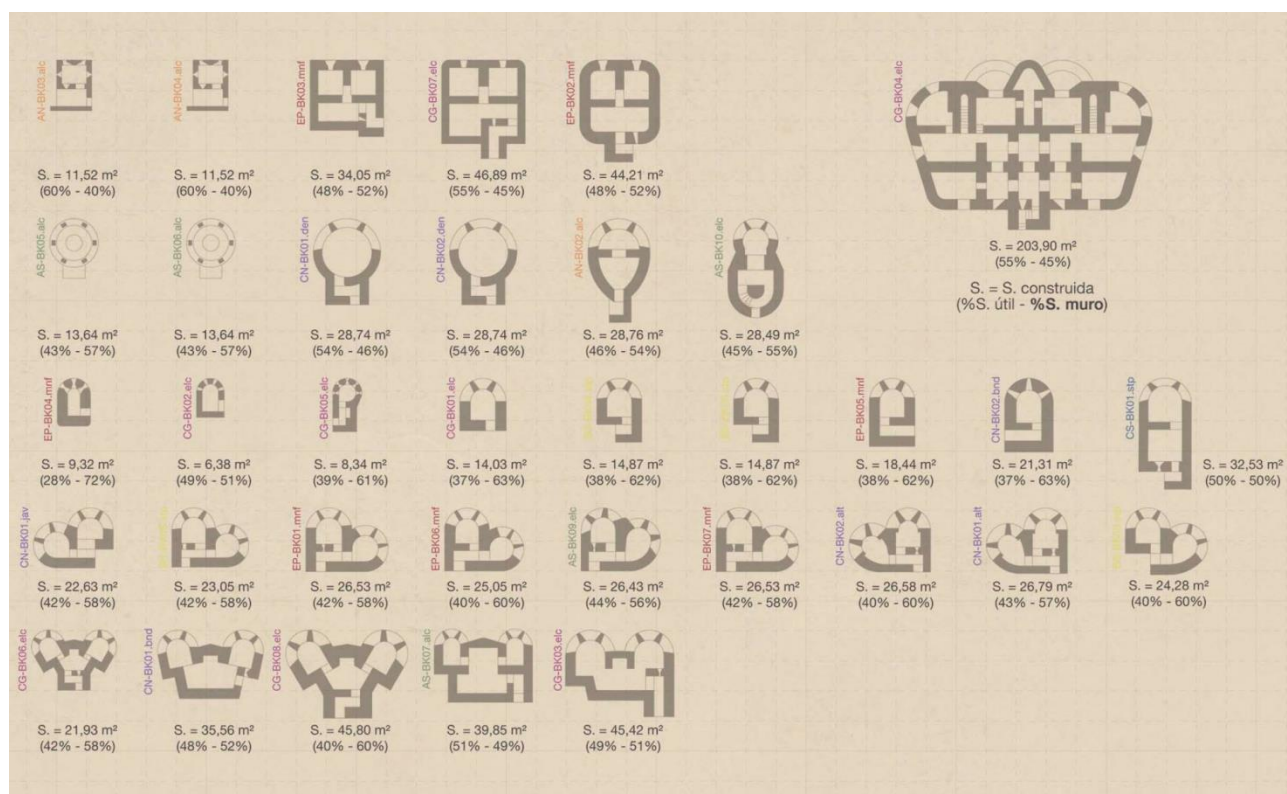 AN-BK03.alc
AN-BK04.alc
EP-BK03.mnf
CG-BK07.elc
EP-BK02.mnf
CG-BK04.elc
S. = 11,52 m²
(60% - 40%)
S. = 11,52 m²
(60% - 40%)
S. = 34,05 m²
(48% - 52%)
S. = 46,89 m²
(55% - 45%)
S. = 44,21 m²
(48% - 52%)
S. = 203,90 m²
(55% - 45%)
S. = S. construida
(%S. útil - %S. muro)
AS-BK05.alc
AS-BK06.alc
CN-BK01.den
CN-BK02.den
AN-BK02.alc
AS-BK10.elc
S. = 13,64 m²
(43% - 57%)
S. = 13,64 m²
(43% - 57%)
S. = 28,74 m²
(54% - 46%)
S. = 28,74 m²
(54% - 46%)
S. = 28,76 m²
(46% - 54%)
S. = 28,49 m²
(45% - 55%)
EP-BK04.mnf
CG-BK02.elc
CG-BK05.elc
CG-BK01.elc
EP-BK05.mnf
CN-BK02.bnd
CS-BK01.stp
S. = 9,32 m²
(28% - 72%)
S. = 6,38 m²
(49% - 51%)
S. = 8,34 m²
(39% - 61%)
S. = 14,03 m²
(37% - 63%)
S. = 14,87 m²
(38% - 62%)
S. = 14,87 m²
(38% - 62%)
S. = 18,44 m²
(38% - 62%)
S. = 21,31 m²
(37% - 63%)
S. = 32,53 m²
(50% - 50%)
CN-BK01.jav
EP-BK01.mnf
EP-BK06.mnf
AS-BK09.elc
EP-BK07.mnf
CN-BK02.alt
CN-BK01.alt
S. = 22,63 m²
(42% - 58%)
S. = 23,05 m²
(42% - 58%)
S. = 26,53 m²
(42% - 58%)
S. = 25,05 m²
(40% - 60%)
S. = 26,43 m²
(44% - 56%)
S. = 26,53 m²
(42% - 58%)
S. = 26,58 m²
(40% - 60%)
S. = 26,79 m²
(43% - 57%)
S. = 24,28 m²
(40% - 60%)
CG-BK06.elc
CN-BK01.bnd
CG-BK08.elc
AS-BK07.alc
CG-BK03.elc
S. = 21,93 m²
(42% - 58%)
S. = 35,56 m²
(48% - 52%)
S. = 45,80 m²
(40% - 60%)
S. = 39,85 m²
(51% - 49%)
S. = 45,42 m²
(49% - 51%)